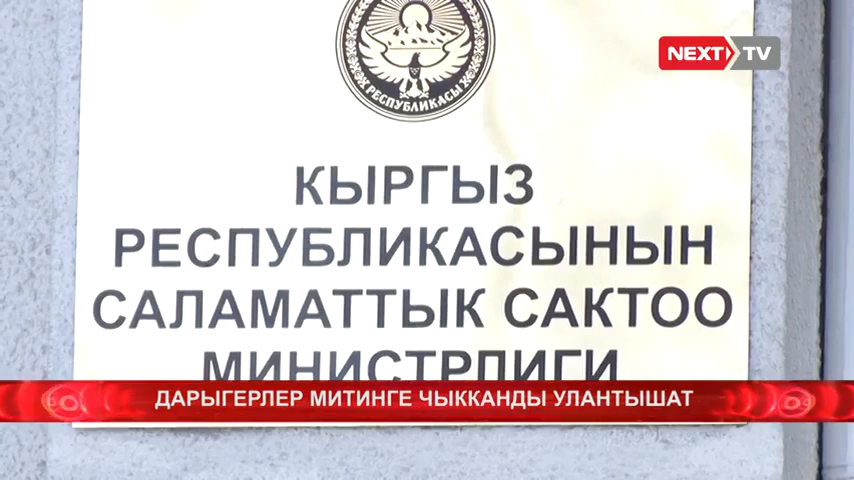 NEXT TV
РЕСПУБЛИКАСЫ
КЫРГЫЗ
РЕСПУБЛИКАСЫНЫН
САЛАМАТТЫК САКТОО
МИНИСТРЛИГИ
ДАРЫГЕРЛЕР МИТИНГЕ ЧЫККАНДЫ УЛАНТЫШАТ